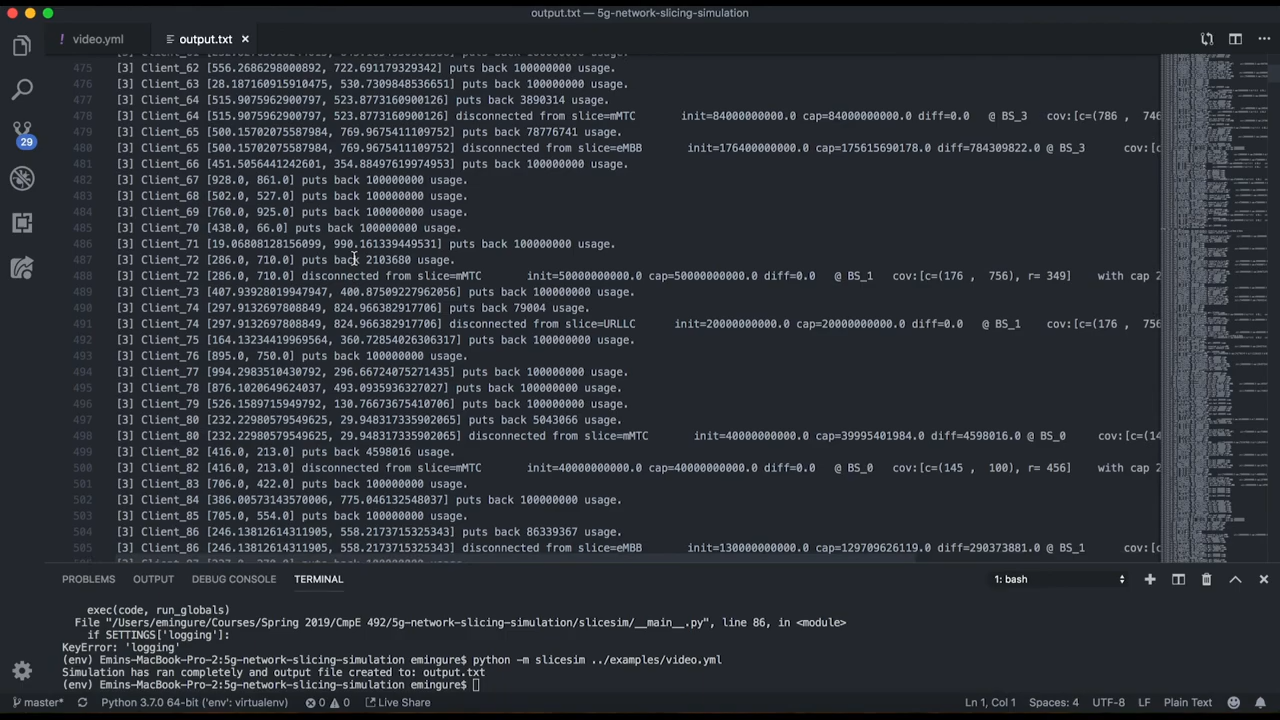 output.txt — 5g-network-slicing-simulation
! video.yml
output.txt ×
475 [3] Client_62 [556.2686298000892, 722.691179329342] puts back 100000000 usage.
476 [3] Client_63 [28.187160915910475, 530.7309848536651] puts back 100000000 usage.
477 [3] Client_64 [515.9075962900797, 523.8773160900126] puts back 3890314 usage.
478 [3] Client_64 [515.9075962900797, 523.8773160900126] disconnected from slice=mMTC init=84000000000.0 cap=84000000000.0 diff=0.0 @ BS_3 cov:[c=(786 , 746
479 [3] Client_65 [500.15702075587984, 769.9675411109752] puts back 78776741 usage.
480 [3] Client_65 [500.15702075587984, 769.9675411109752] disconnected from slice=eMBB init=176400000000.0 cap=175615690178.0 diff=784309822.0 @ BS_3 cov:[c
481 [3] Client_66 [451.5056441242601, 354.88497619974953] puts back 100000000 usage.
482 [3] Client_67 [928.0, 861.0] puts back 100000000 usage.
483 [3] Client_68 [502.0, 527.0] puts back 100000000 usage.
484 [3] Client_69 [760.0, 925.0] puts back 100000000 usage.
485 [3] Client_70 [438.0, 66.0] puts back 100000000 usage.
486 [3] Client_71 [19.06808128156099, 990.161339449531] puts back 100000000 usage.
487 [3] Client_72 [286.0, 710.0] puts back 2103680 usage.
488 [3] Client_72 [286.0, 710.0] disconnected from slice=mMTC init=50000000000.0 cap=50000000000.0 diff=0.0 @ BS_1 cov:[c=(176 , 756), r= 349] with cap 2
489 [3] Client_73 [407.93928013947947, 400.87509227962056] puts back 100000000 usage.
490 [3] Client_74 [297.9132697808849, 824.966382917706] puts back 79064 usage.
491 [3] Client_74 [297.9132697808849, 824.966382917706] disconnected from slice=URLLC init=20000000000.0 cap=20000000000.0 diff=0.0 @ BS_1 cov:[c=(176 , 756
492 [3] Client_75 [164.13234413969354, 360.72854026306317] puts back 100000000 usage.
493 [3] Client_76 [895.0, 750.0] puts back 100000000 usage.
494 [3] Client_77 [994.2983510430792, 296.66724075271435] puts back 100000000 usage.
495 [3] Client_78 [876.1020649624037, 493.0935936327027] puts back 100000000 usage.
496 [3] Client_79 [526.1589715949792, 130.76673675410706] puts back 100000000 usage.
497 [3] Client_80 [232.22980579549625, 29.948317335902065] puts back 5043066 usage.
498 [3] Client_80 [232.22980579549625, 29.948317335902065] disconnected from slice=mMTC init=40000000000.0 cap=39995401984.0 diff=4598016.0 @ BS_0 cov:[c=(14
499 [3] Client_82 [416.0, 213.0] puts back 4598016 usage.
500 [3] Client_82 [416.0, 213.0] disconnected from slice=mMTC init=40000000000.0 cap=40000000000.0 diff=0.0 @ BS_0 cov:[c=(145 , 100), r= 456] with cap 2
501 [3] Client_83 [706.0, 422.0] puts back 100000000 usage.
502 [3] Client_84 [386.00573143570006, 775.046132548037] puts back 100000000 usage.
503 [3] Client_85 [705.0, 554.0] puts back 100000000 usage.
504 [3] Client_86 [246.13812614311905, 558.2173715325343] puts back 86339367 usage.
505 [3] Client_86 [246.13812614311905, 558.2173715325343] disconnected from slice=eMBB init=130000000000.0 cap=129709626119.0 diff=290373881.0 @ BS_1 cov:[c
29
PROBLEMS OUTPUT DEBUG CONSOLE TERMINAL 1: bash
exec(code, run_globals)
File "/Users/emingure/Courses/Spring 2019/CmpE 492/5g-network-slicing-simulation/slicesim/__main__.py", line 86, in <module>
if SETTINGS['logging']:
KeyError: 'logging'
(env) Emins-MacBook-Pro-2:5g-network-slicing-simulation emingure$ python -m slicesim ../examples/video.yml
Simulation has ran completely and output file created to: output.txt
(env) Emins-MacBook-Pro-2:5g-network-slicing-simulation emingure$
master* Python 3.7.0 64-bit ('env': virtualenv) 0 0 Live Share Ln 1, Col 1 Spaces: 4 UTF-8 LF Plain Text